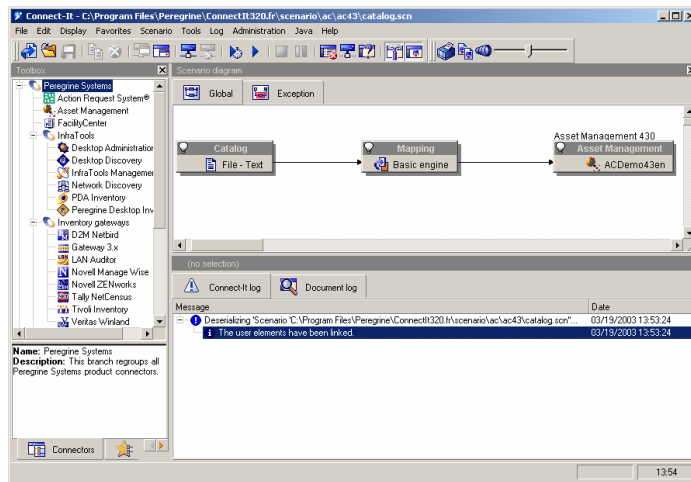 Connect-It - C:\Program Files\Peregrine\ConnectIt320.fr\scenario\ac\ac43\catalog.scn
File Edit Display Favorites Scenario Tools Log Administration Java Help
Toolbox
Peregrine Systems
Action Request System®
Asset Management
FacilityCenter
InfraTools
Desktop Administration
Desktop Discovery
InfraTools Managemen
Network Discovery
PDA Inventory
Peregrine Desktop Inv
Inventory gateways
D2M Netbird
Gateway 3.x
LAN Auditor
Novell Manage Wise
Novell ZENworks
Tally NetCensus
Tivoli Inventory
Veritas Winland
Name: Peregrine Systems
Description: This branch regroups all
Peregrine Systems product connectors.
Connectors
Scenario diagram
Global Exception
Asset Management 430
Catalog Mapping Asset Management
File - Text Basic engine ACDemo43en
(no selection)
Connect-It log Document log
Message Date
Deserializing 'Scenario 'C:\Program Files\Peregrine\ConnectIt320.fr\scenario\ac\ac43\catalog.scn''... 03/19/2003 13:53:24
The user elements have been linked. 03/19/2003 13:53:24
13:54